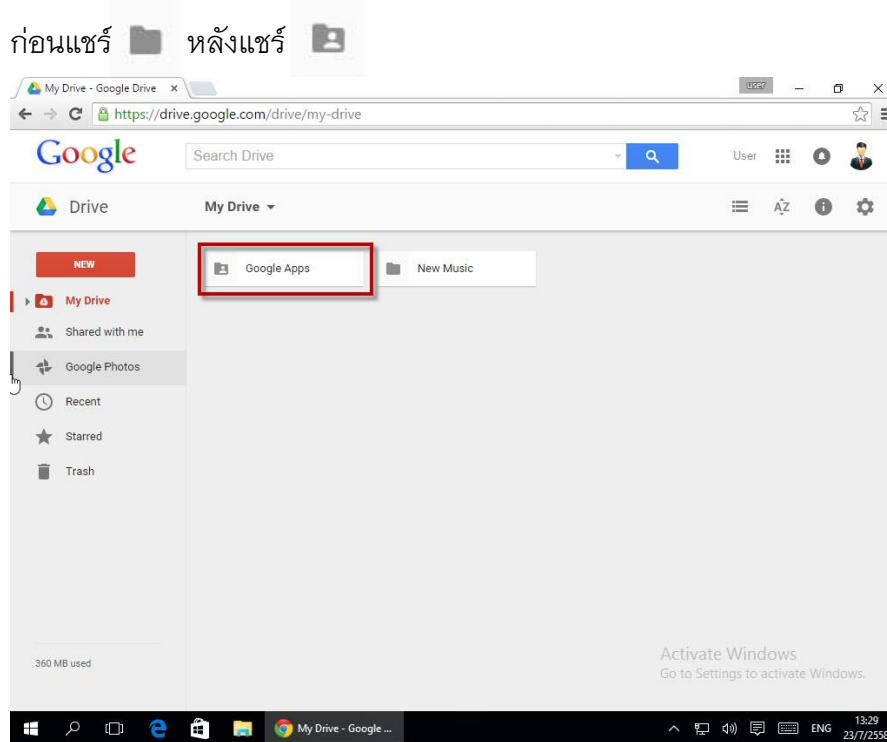 ก่อนแชร์ หลังแชร์
My Drive - Google Drive
user
https://drive.google.com/drive/my-drive
Google
Search Drive
User
Drive
My Drive
AZ
NEW
Google Apps
New Music
My Drive
Shared with me
Google Photos
Recent
Starred
Trash
360 MB used
Activate Windows
Go to Settings to activate Windows.
My Drive - Google ...
ENG
13:29
23/7/2558